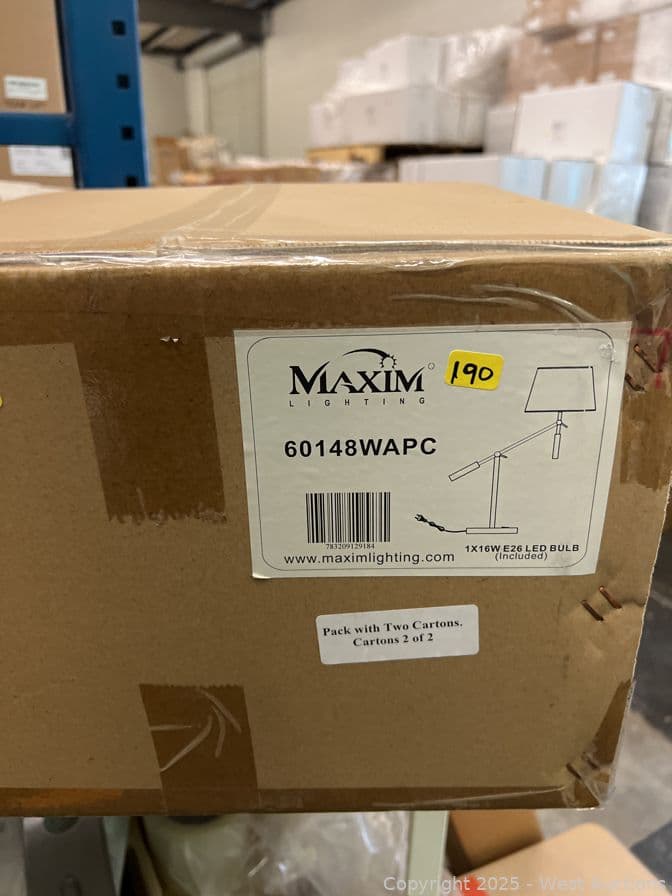 MAXIM
LIGHTING
190
60148WAPC
783209129184
www.maximlighting.com
1X16W E26 LED BULB
(Included)
Pack with Two Cartons.
Cartons 2 of 2
Copyright 2025 - West Auctions